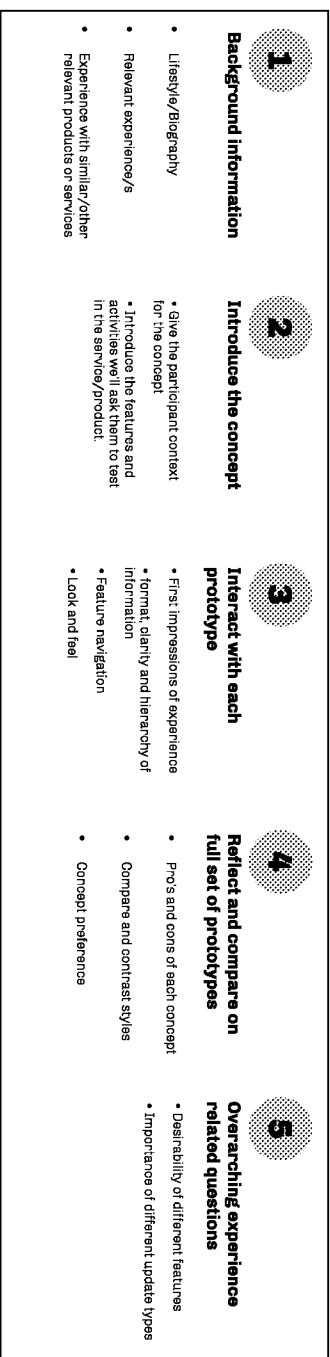 1
Background information
• Lifestyle/Biography
• Relevant experience/s
• Experience with similar/other
relevant products or services
2
Introduce the concept
• Give the participant context
for the concept
• Introduce the features and
activities we'll ask them to test
in the service/product.
3
Interact with each
prototype
• First impressions of experience
• format, clarity and hierarchy of
information
• Feature navigation
• Look and feel
4
Reflect and compare on
full set of prototypes
• Pro's and cons of each concept
• Compare and contrast styles
• Concept preference
5
Overarching experience
related questions
• Desirability of different features
• Importance of different update types